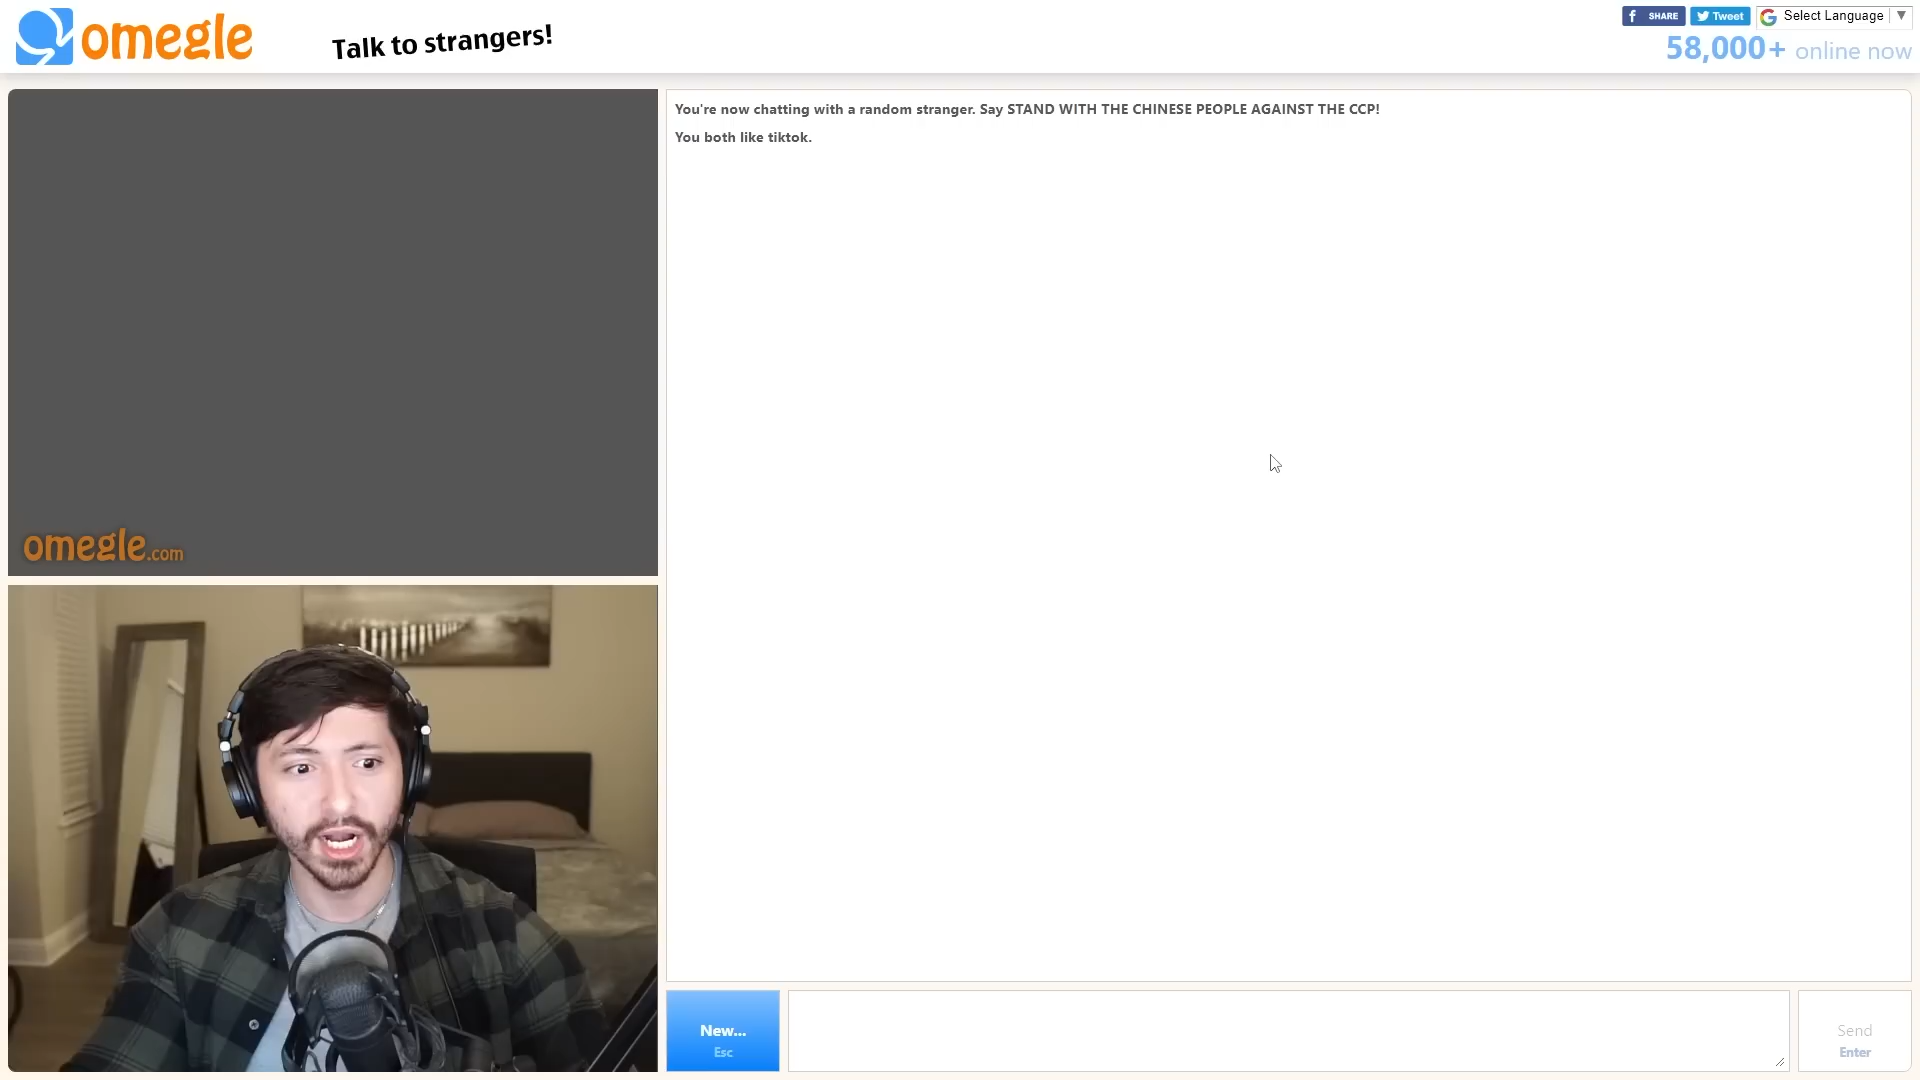 omegle
Talk to strangers!
SHARE
Tweet
Select Language
58,000+ online now
You're now chatting with a random stranger. Say STAND WITH THE CHINESE PEOPLE AGAINST THE CCP!
You both like tiktok.
omegle.com
New...
Esc
Send
Enter